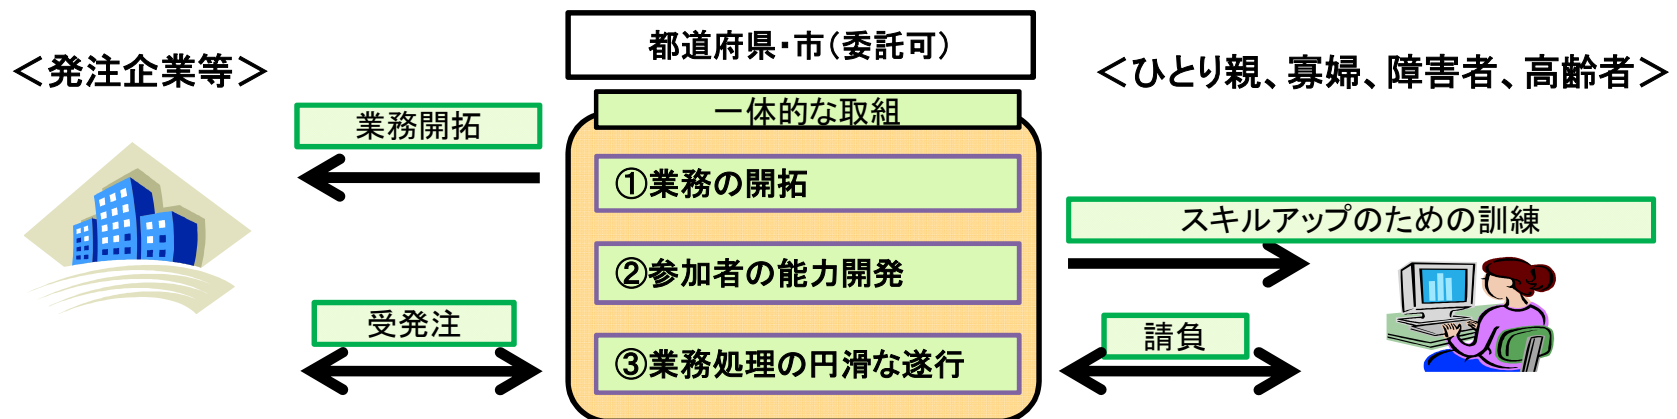 都道府県・市（委託可）
＜発注企業等＞
＜ひとり親、寡婦、障害者、高齢者＞
一体的な取組
業務開拓
①業務の開拓
スキルアップのための訓練
②参加者の能力開発
受発注
請負
③業務処理の円滑な遂行